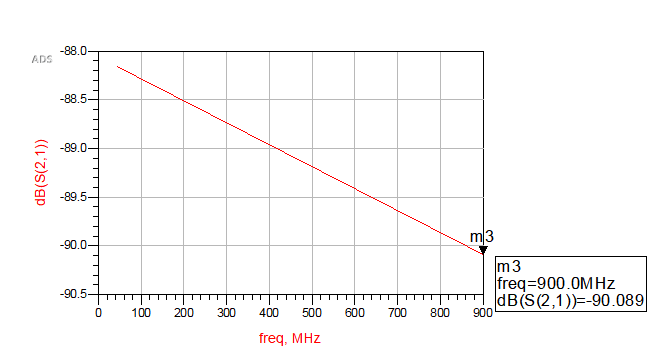 ADS
-88.0
-88.5
-89.0
-89.5
-90.0
-90.5
dB(S(2,1))
m3
0 100 200 300 400 500 600 700 800 900
freq, MHz
m3
freq=900.0MHz
dB(S(2,1))=-90.089